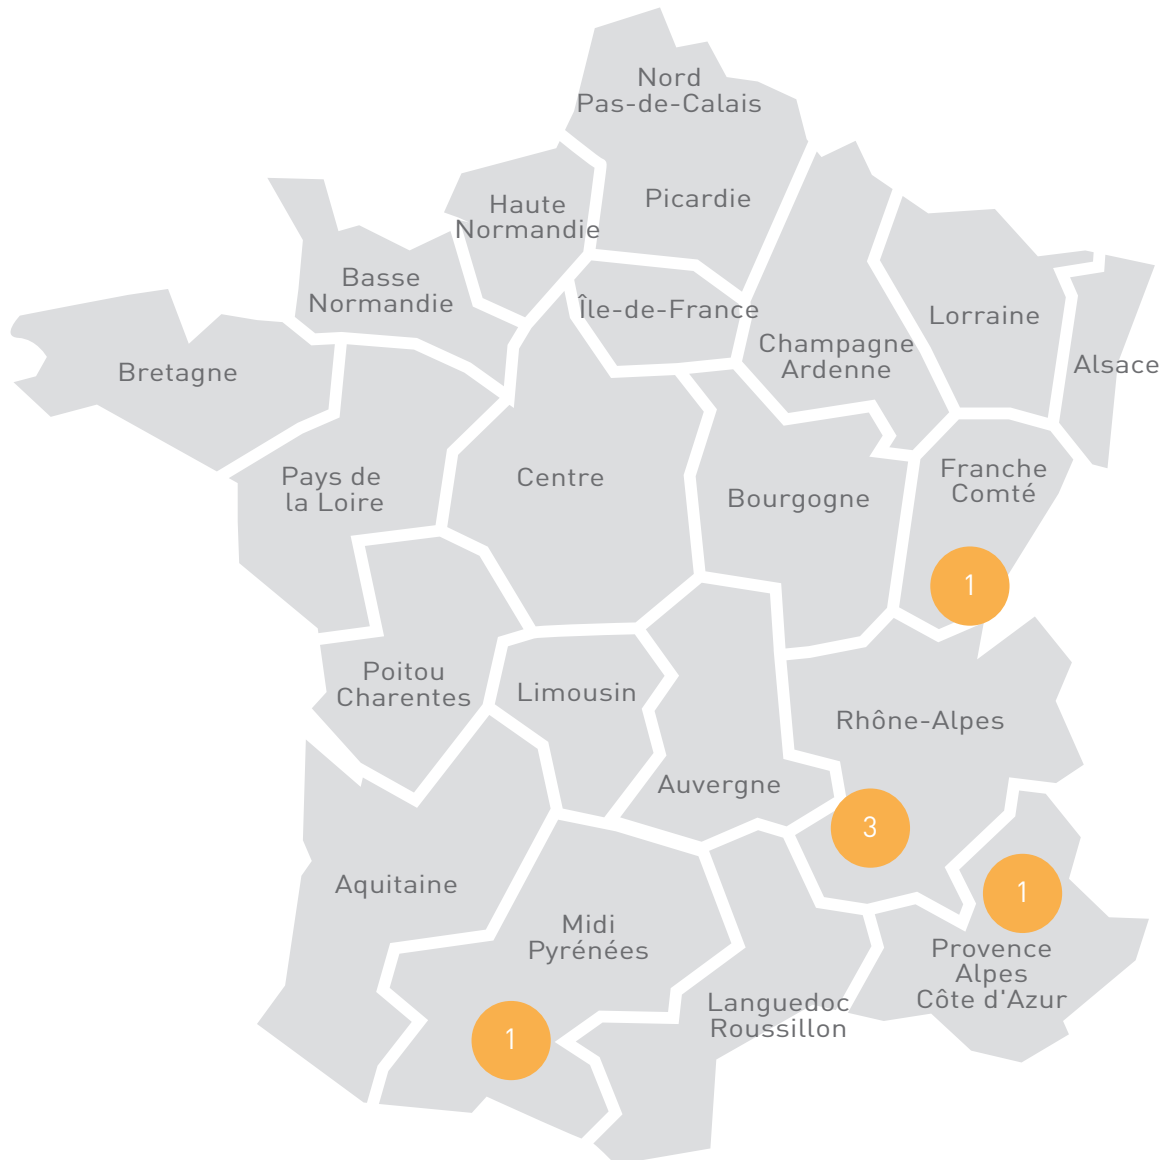 Nord
Pas-de-Calais
Picardie
Haute
Normandie
Basse
Normandie
Île-de-France
Champagne
Ardenne
Lorraine
Alsace
Bretagne
Pays de
la Loire
Centre
Bourgogne
Franche
Comté
1
Poitou
Charentes
Limousin
Rhône-Alpes
Auvergne
3
Aquitaine
1
Midi
Pyrénées
Provence
Alpes
Côte d'Azur
Languedoc
Roussillon
1